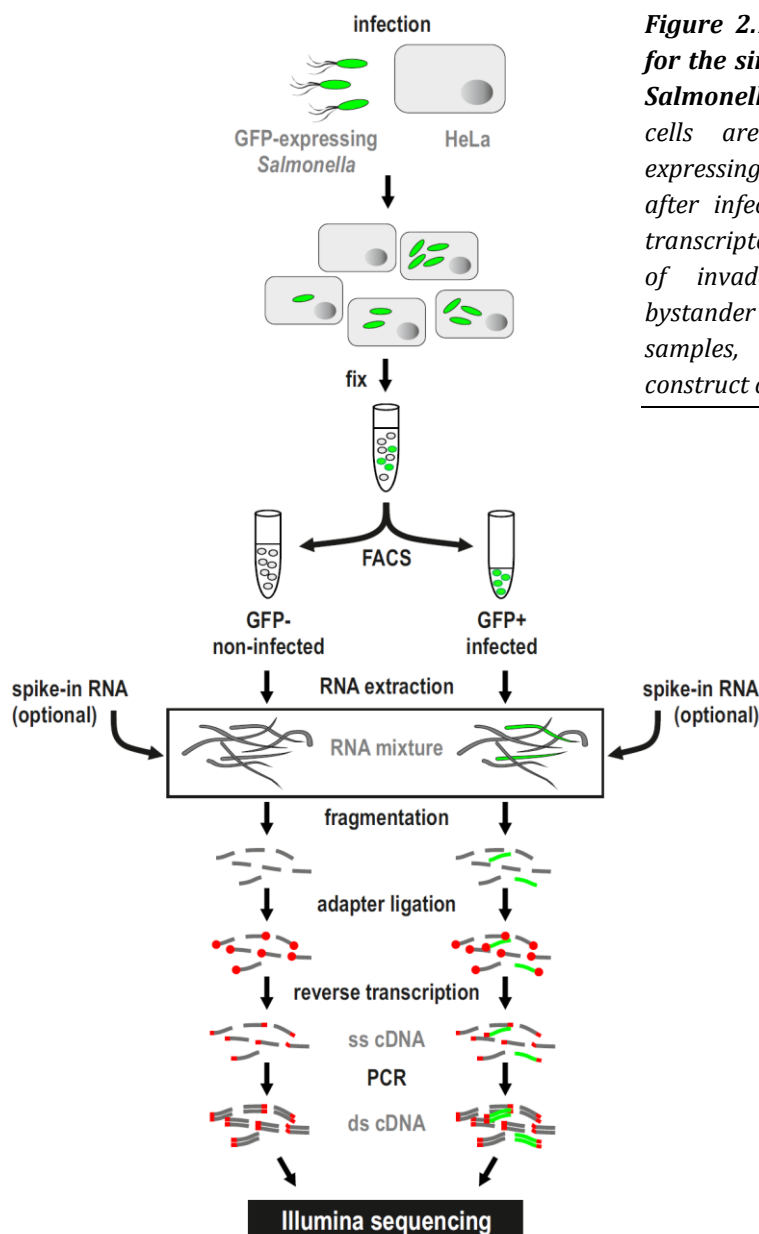 infection
GFP-expressing
Salmonella
HeLa
fix
FACS
GFP-
non-infected
GFP+
infected
RNA extraction
spike-in RNA
(optional)
spike-in RNA
(optional)
RNA mixture
fragmentation
adapter ligation
reverse transcription
ss cDNA
PCR
ds cDNA
Illumina sequencing
Figure 2.
for the
Salmonell
cells are
expressing
after infec
transcript
of invad
bystander
samples,
construct